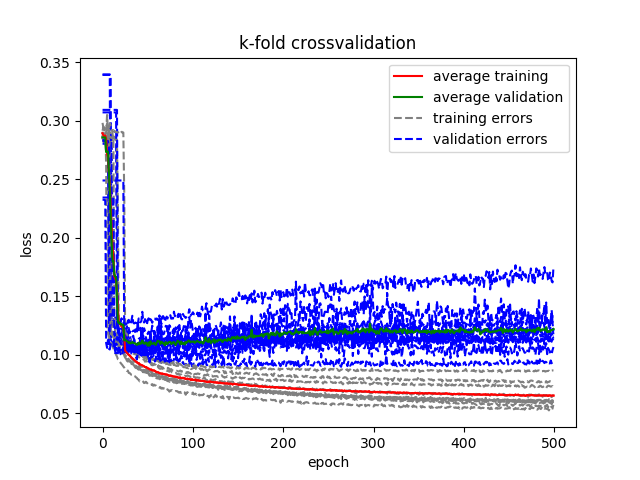 k-fold crossvalidation
0.35
0.30
0.25
0.20
0.15
0.10
0.05
loss
average training
average validation
training errors
validation errors
0 100 200 300 400 500
epoch